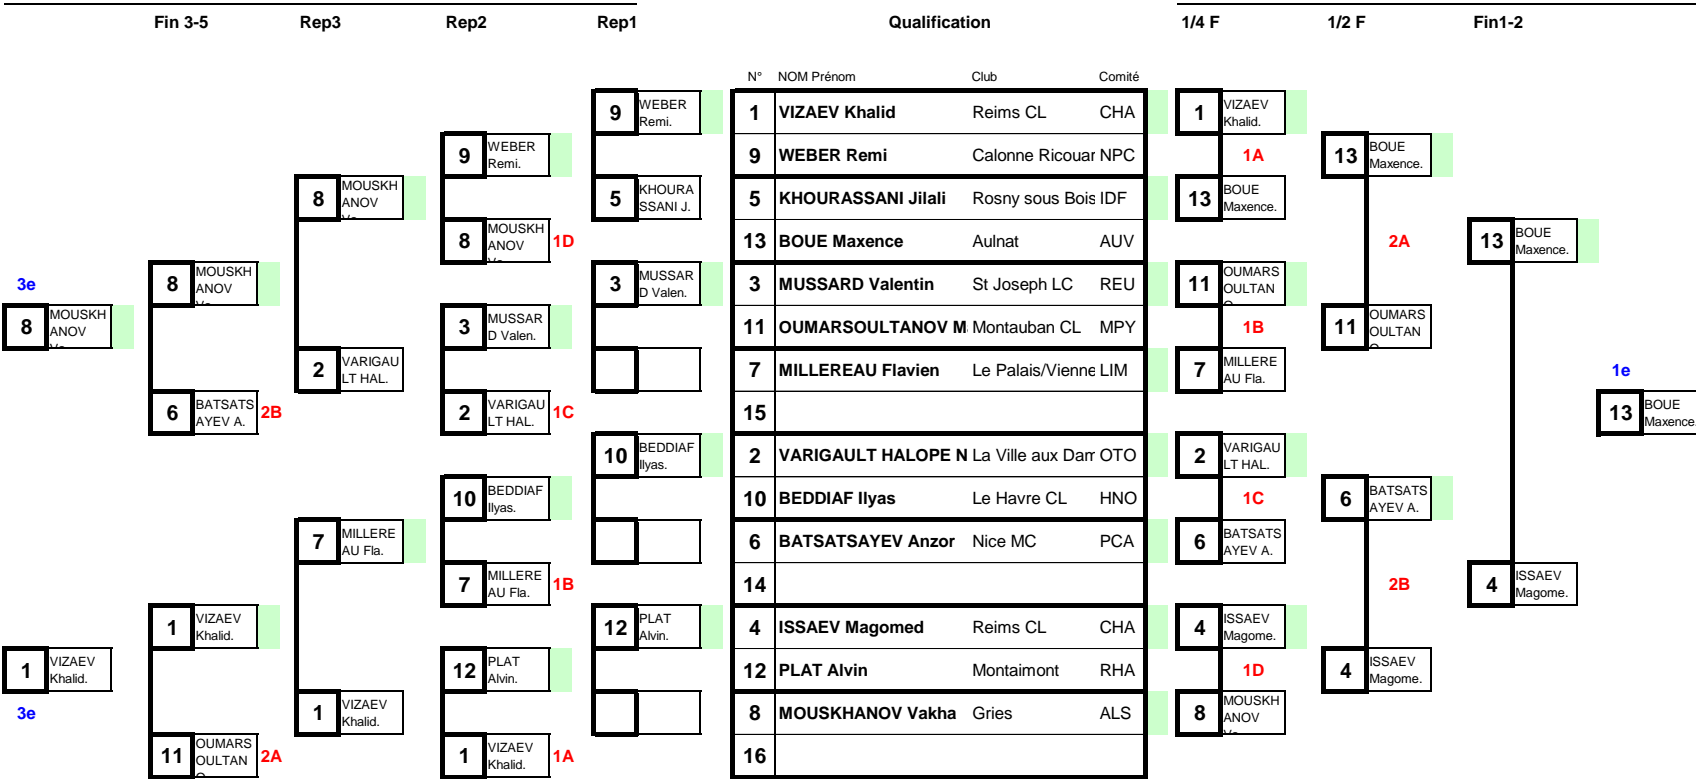 Fin 3-5 Rep3 Rep2 Rep1 Qualification 1/4 F 1/2 F Fin1-2
N° NOM Prénom Club Comité
9 WEBER Remi.
1 VIZAEV Khalid Reims CL CHA
1 VIZAEV Khalid.
9 WEBER Remi.
9 WEBER Remi Calonne Ricouar NPC
1A
13 BOUE Maxence.
8 MOUSKH ANOV
5 KHOURA SSANI J.
5 KHOURASSANI Jilali Rosny sous Bois IDF
13 BOUE Maxence.
8 MOUSKH ANOV 1D
13 BOUE Maxence Aulnat AUV
2A
13 BOUE Maxence.
3e
8 MOUSKH ANOV
3 MUSSAR D Valen.
3 MUSSARD Valentin St Joseph LC REU
11 OUMARS OULTAN
8 MOUSKH ANOV
3 MUSSAR D Valen.
11 OUMARSOULTANOV M Montauban CL MPY
1B
11 OUMARS OULTAN
2 VARIGAU LT HAL.
7 MILLEREAU Flavien Le Palais/Vienne LIM
7 MILLERE AU Fla.
1e
6 BATSATS AYEV A. 2B
2 VARIGAU LT HAL. 1C
15
13 BOUE Maxence.
10 BEDDIAF Ilyas.
2 VARIGAULT HALOPE N La Ville aux Dam OTO
2 VARIGAU LT HAL.
10 BEDDIAF Ilyas.
10 BEDDIAF Ilyas Le Havre CL HNO
1C
6 BATSATS AYEV A.
7 MILLERE AU Fla.
6 BATSATSAYEV Anzor Nice MC PCA
6 BATSATS AYEV A.
7 MILLERE AU Fla. 1B
14
2B
4 ISSAEV Magome.
1 VIZAEV Khalid.
12 PLAT Alvin.
4 ISSAEV Magomed Reims CL CHA
4 ISSAEV Magome.
1 VIZAEV Khalid.
12 PLAT Alvin.
12 PLAT Alvin Montaimont RHA
1D
4 ISSAEV Magome.
3e
1 VIZAEV Khalid.
8 MOUSKHANOV Vakha Gries ALS
8 MOUSKH ANOV
11 OUMARS OULTAN 2A
1 VIZAEV Khalid. 1A
16